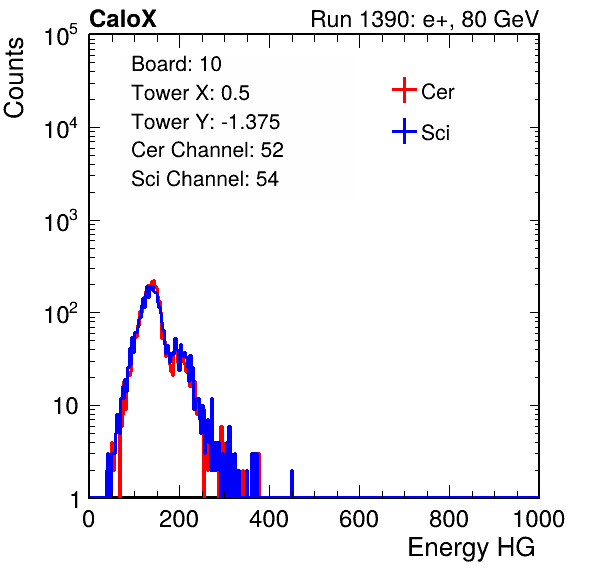 CaloX Run 1390: e+, 80 GeV
Board: 10
Tower X: 0.5
Tower Y: -1.375
Cer Channel: 52
Sci Channel: 54
Cer
Sci
Counts
10^5
10^4
10^3
10^2
10
1
0 200 400 600 800 1000
Energy HG